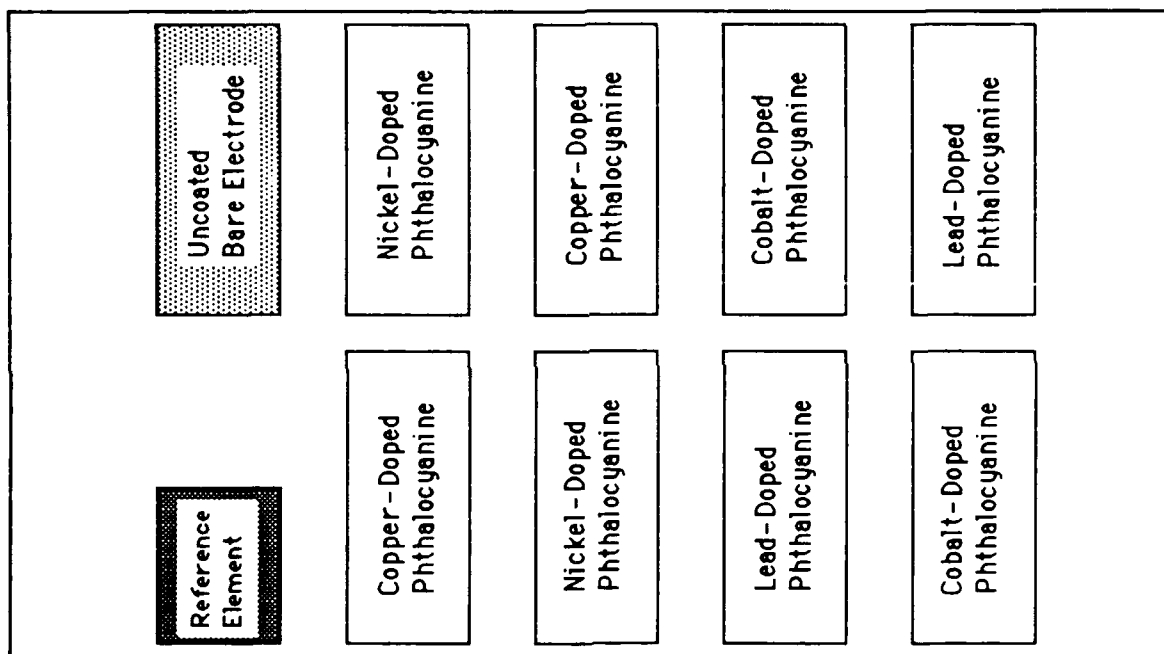 Reference
Element
Uncoated
Bare Electrode
Copper-Doped
Phthalocyanine
Nickel-Doped
Phthalocyanine
Nickel-Doped
Phthalocyanine
Copper-Doped
Phthalocyanine
Lead-Doped
Phthalocyanine
Cobalt-Doped
Phthalocyanine
Cobalt-Doped
Phthalocyanine
Lead-Doped
Phthalocyanine